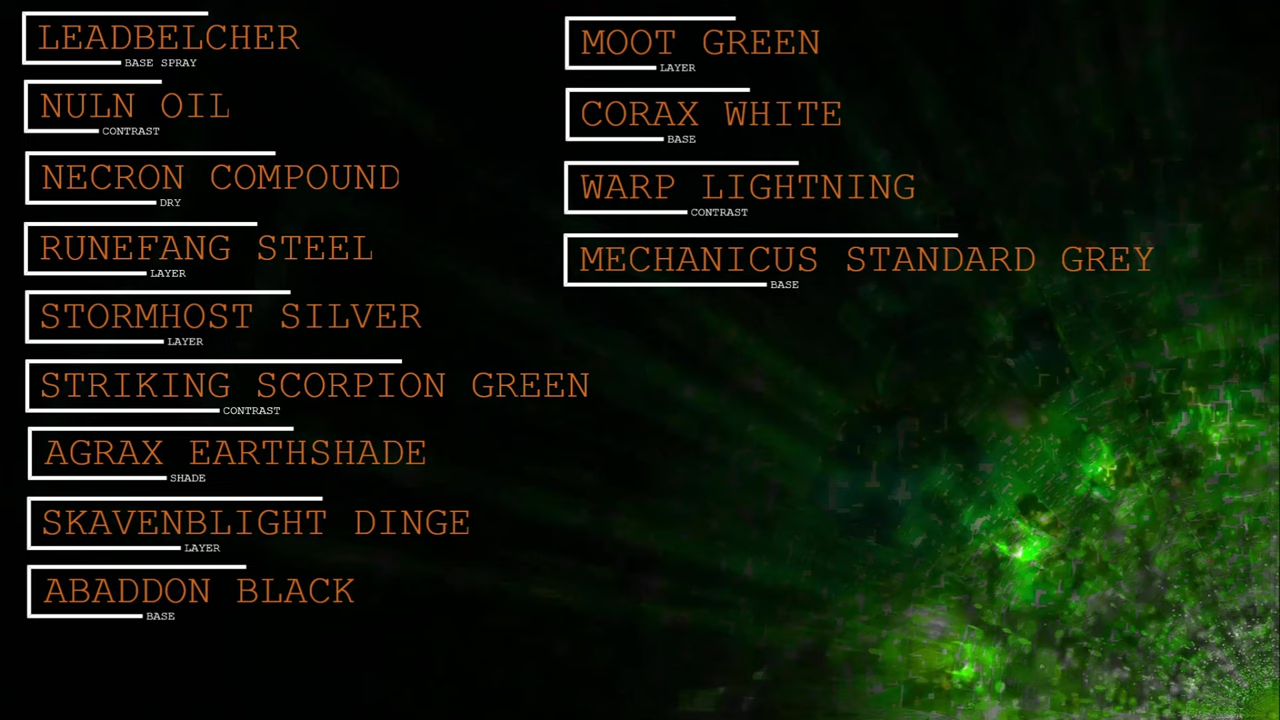 LEADBELCHER
BASE SPRAY
NULN OIL
CONTRAST
NECRON COMPOUND
DRY
RUNEFANG STEEL
LAYER
STORMHOST SILVER
LAYER
STRIKING SCORPION GREEN
CONTRAST
AGRAX EARTHSHADE
SHADE
SKAVENBLIGHT DINGE
LAYER
ABADDON BLACK
BASE
MOOT GREEN
LAYER
CORAX WHITE
BASE
WARP LIGHTNING
CONTRAST
MECHANICUS STANDARD GREY
BASE